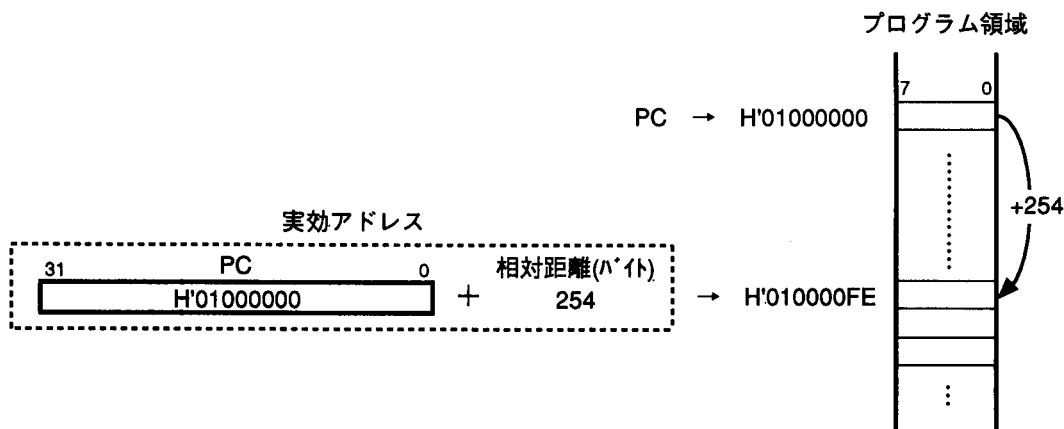 プログラム領域
7 0
PC → H'01000000
+254
実効アドレス
31 PC 0
H'01000000
+
相対距離(バイト)
254
→ H'010000FE